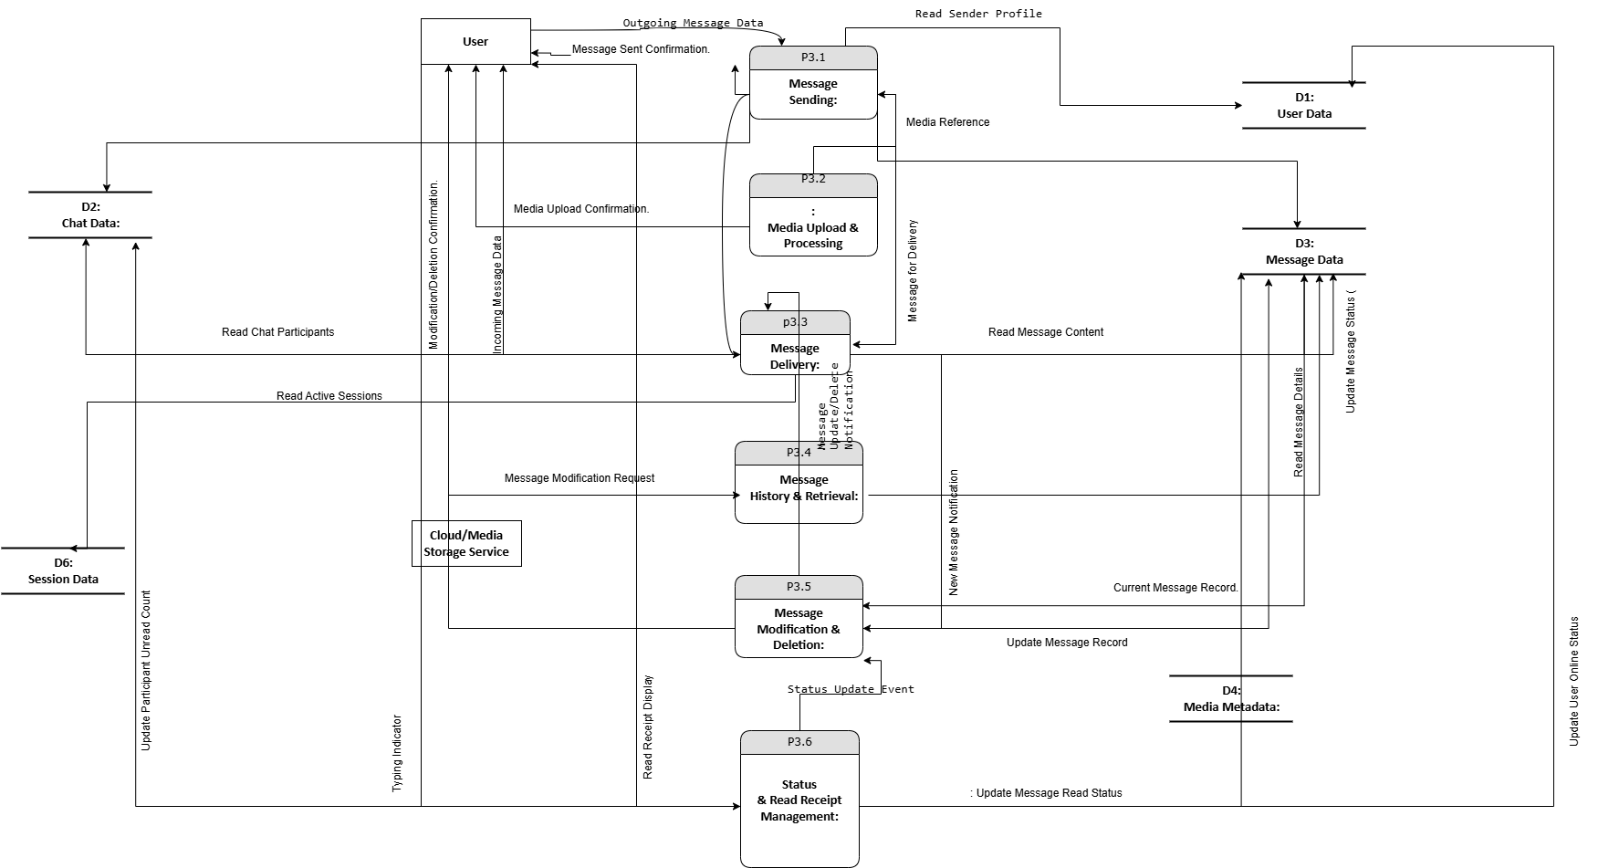 Read Sender Profile
Outgoing Message Data
User
Message Sent Confirmation.
P3.1
Message
Sending:
D1:
User Data
Media Reference
P3.2
:
Media Upload &
Processing
D2:
Chat Data:
Media Upload Confirmation.
Modification/Deletion Confirmation.
Incoming Message Data
Message for Delivery
D3:
Message Data
p3.3
Message
Delivery:
Read Chat Participants
Read Message Content
Update Message Status (
Read Message Details
Read Active Sessions
Message
Update/Delete
Notification
P3.4
Message
History & Retrieval:
Message Modification Request
New Message Notification
Cloud/Media
Storage Service
D6:
Session Data
P3.5
Message
Modification &
Deletion:
Current Message Record.
Update Message Record
Update Participant Unread Count
Typing Indicator
Read Receipt Display
Status Update Event
D4:
Media Metadata:
Update User Online Status
P3.6
Status
& Read Receipt
Management:
: Update Message Read Status